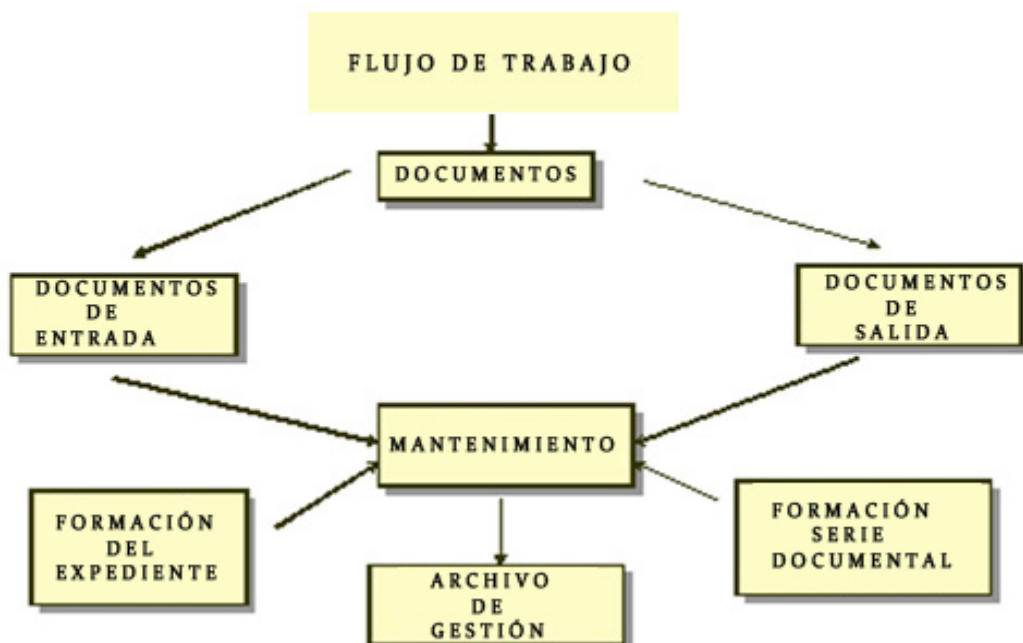 FLUJO DE TRABAJO
DOCUMENTOS
DOCUMENTOS
DE
ENTRADA
DOCUMENTOS
DE
SALIDA
MANTENIMIENTO
FORMACIÓN
DEL
EXPEDIENTE
FORMACIÓN
SERIE
DOCUMENTAL
ARCHIVO
DE
GESTIÓN